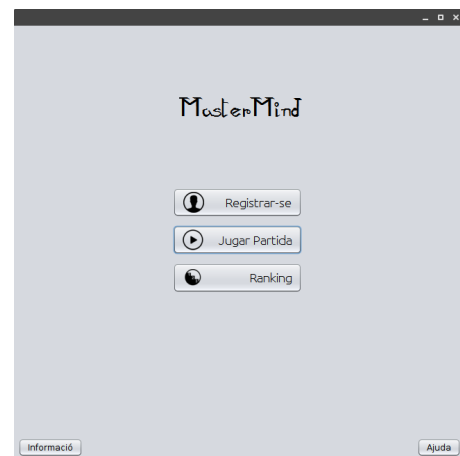 MasterMind
Registrar-se
Jugar Partida
Ranking
Informació
Ajuda